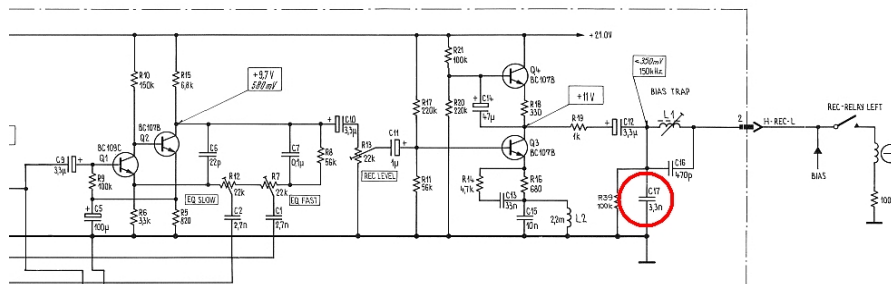 +21.0V
R10
150k
R15
6,8k
+9,7V
580mV
BC107B
Q2
BC109C
Q1
C9
3,3µ
R9
100k
C5
100µ
R6
3,3k
R5
820
C6
22p
R12
22k
EQ SLOW
C2
2,7n
R7
22k
C7
0,1µ
R8
56k
EQ FAST
C1
2,7n
C10
3,3µ
R13
22k
REC LEVEL
C11
1µ
R17
220k
R11
56k
R21
100k
R20
220k
C14
47µ
Q4
BC107B
R18
330
+11V
Q3
BC107B
R14
4,7k
R16
680
C13
33n
C15
10n
2,2m
L2
R19
1k
C12
3,3µ
<350mV
150kHz
BIAS TRAP
L1
C16
470p
R39
100k
C17
3,3n
2
H-REC-L
REC-RELAY LEFT
BIAS
100